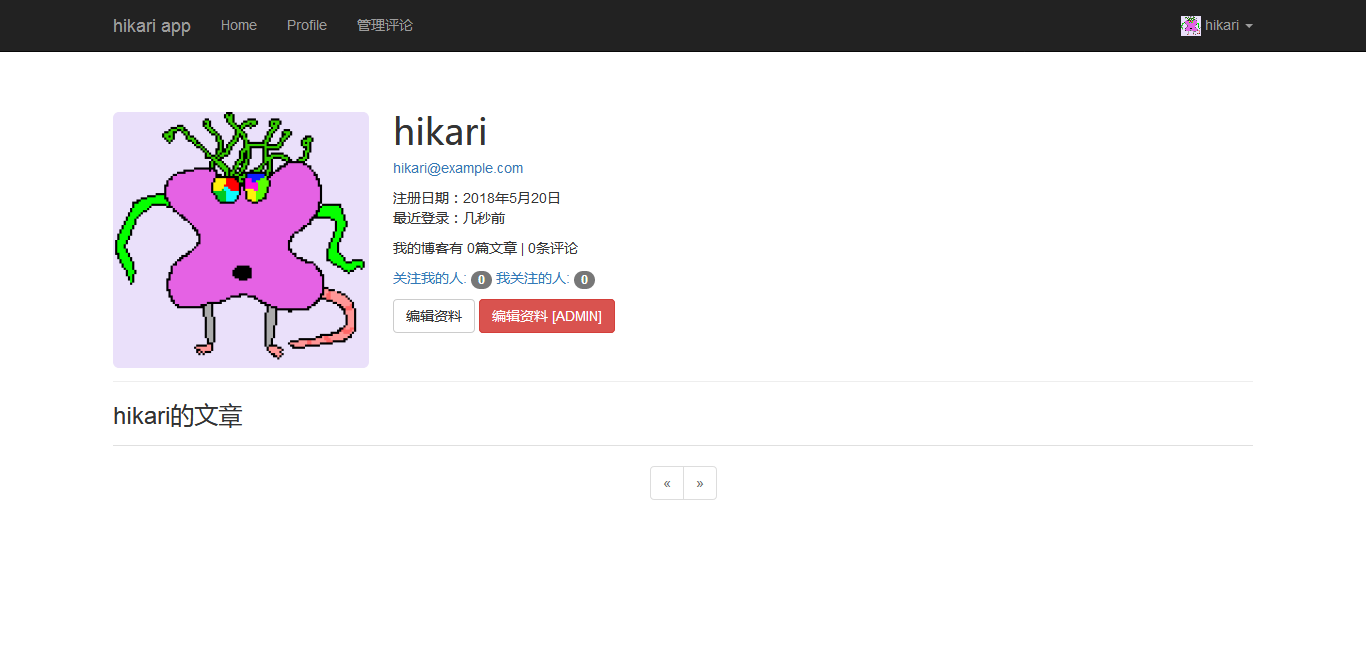 hikari app Home Profile 管理评论 hikari
hikari
hikari@example.com
注册日期：2018年5月20日
最近登录：几秒前
我的博客有 0篇文章 | 0条评论
关注我的人: 0 我关注的人: 0
编辑资料 编辑资料 [ADMIN]
hikari的文章
« »